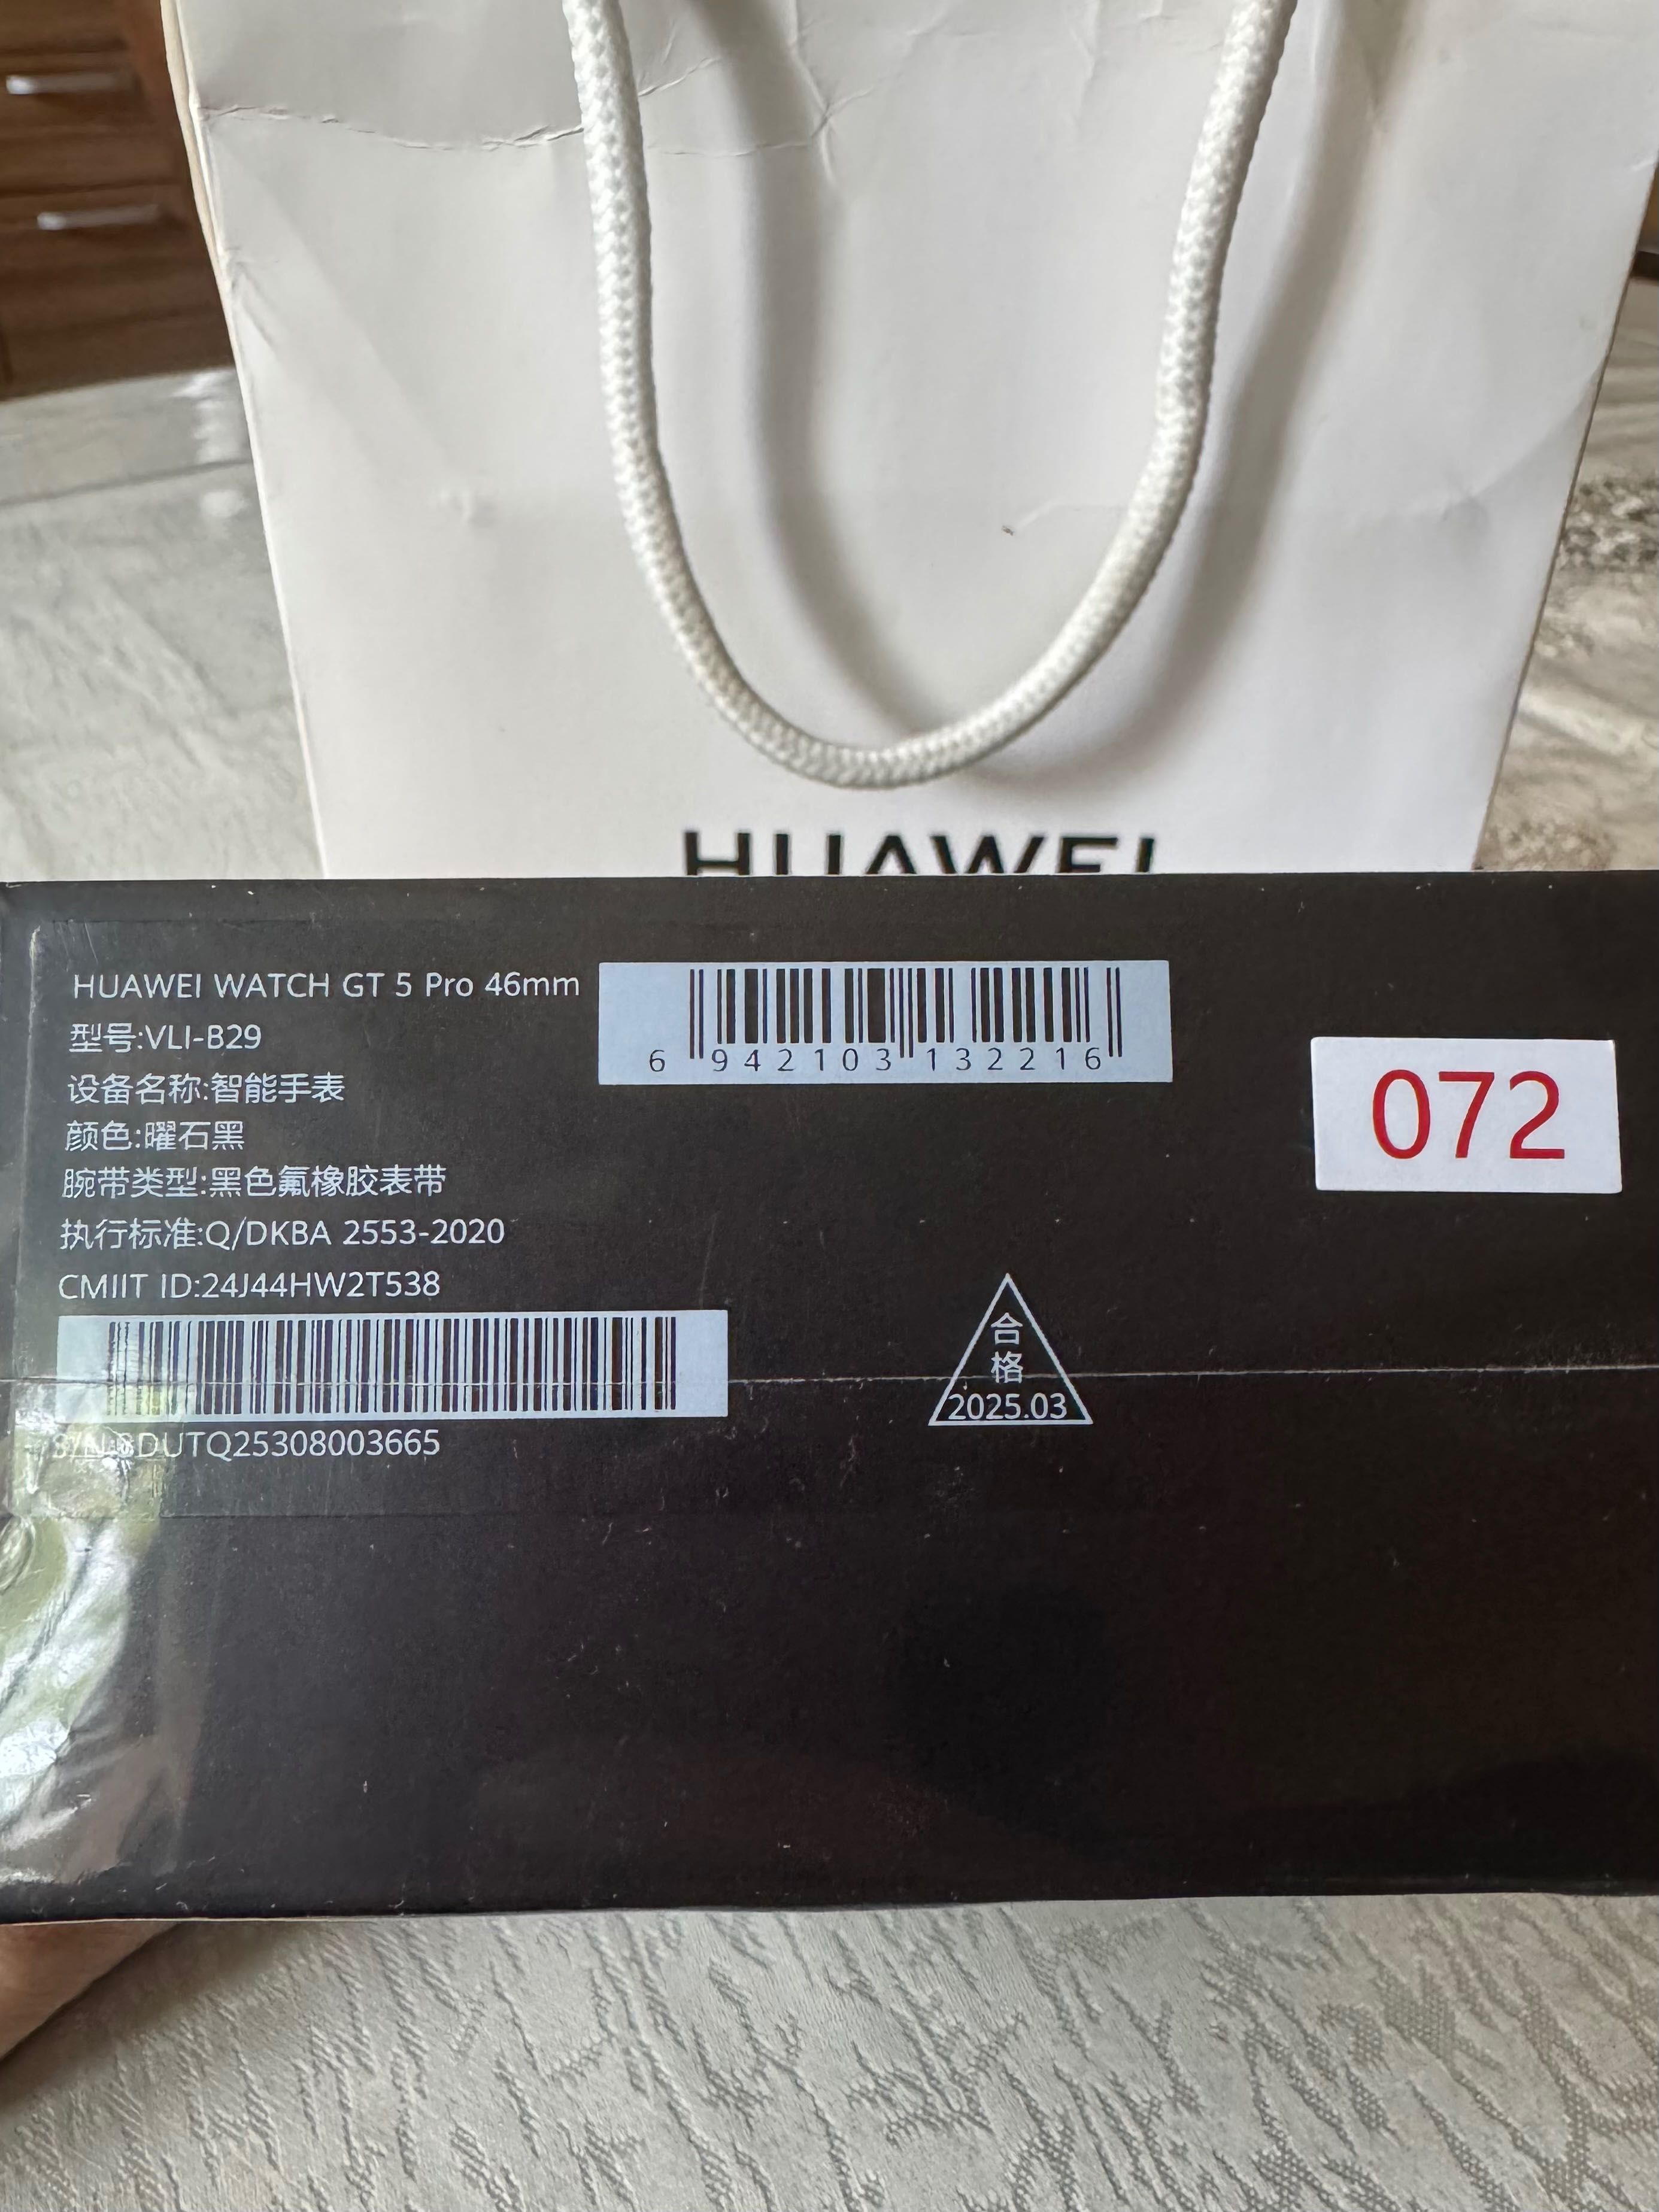 HUAWEI
HUAWEI WATCH GT 5 Pro 46mm
型号:VLI-B29
设备名称:智能手表
颜色:曜石黑
腕带类型:黑色氟橡胶表带
执行标准:Q/DKBA 2553-2020
CMIIT ID:24J44HW2T538
S/N:6DUTQ25308003665
6 942103 132216
072
合
格
2025.03